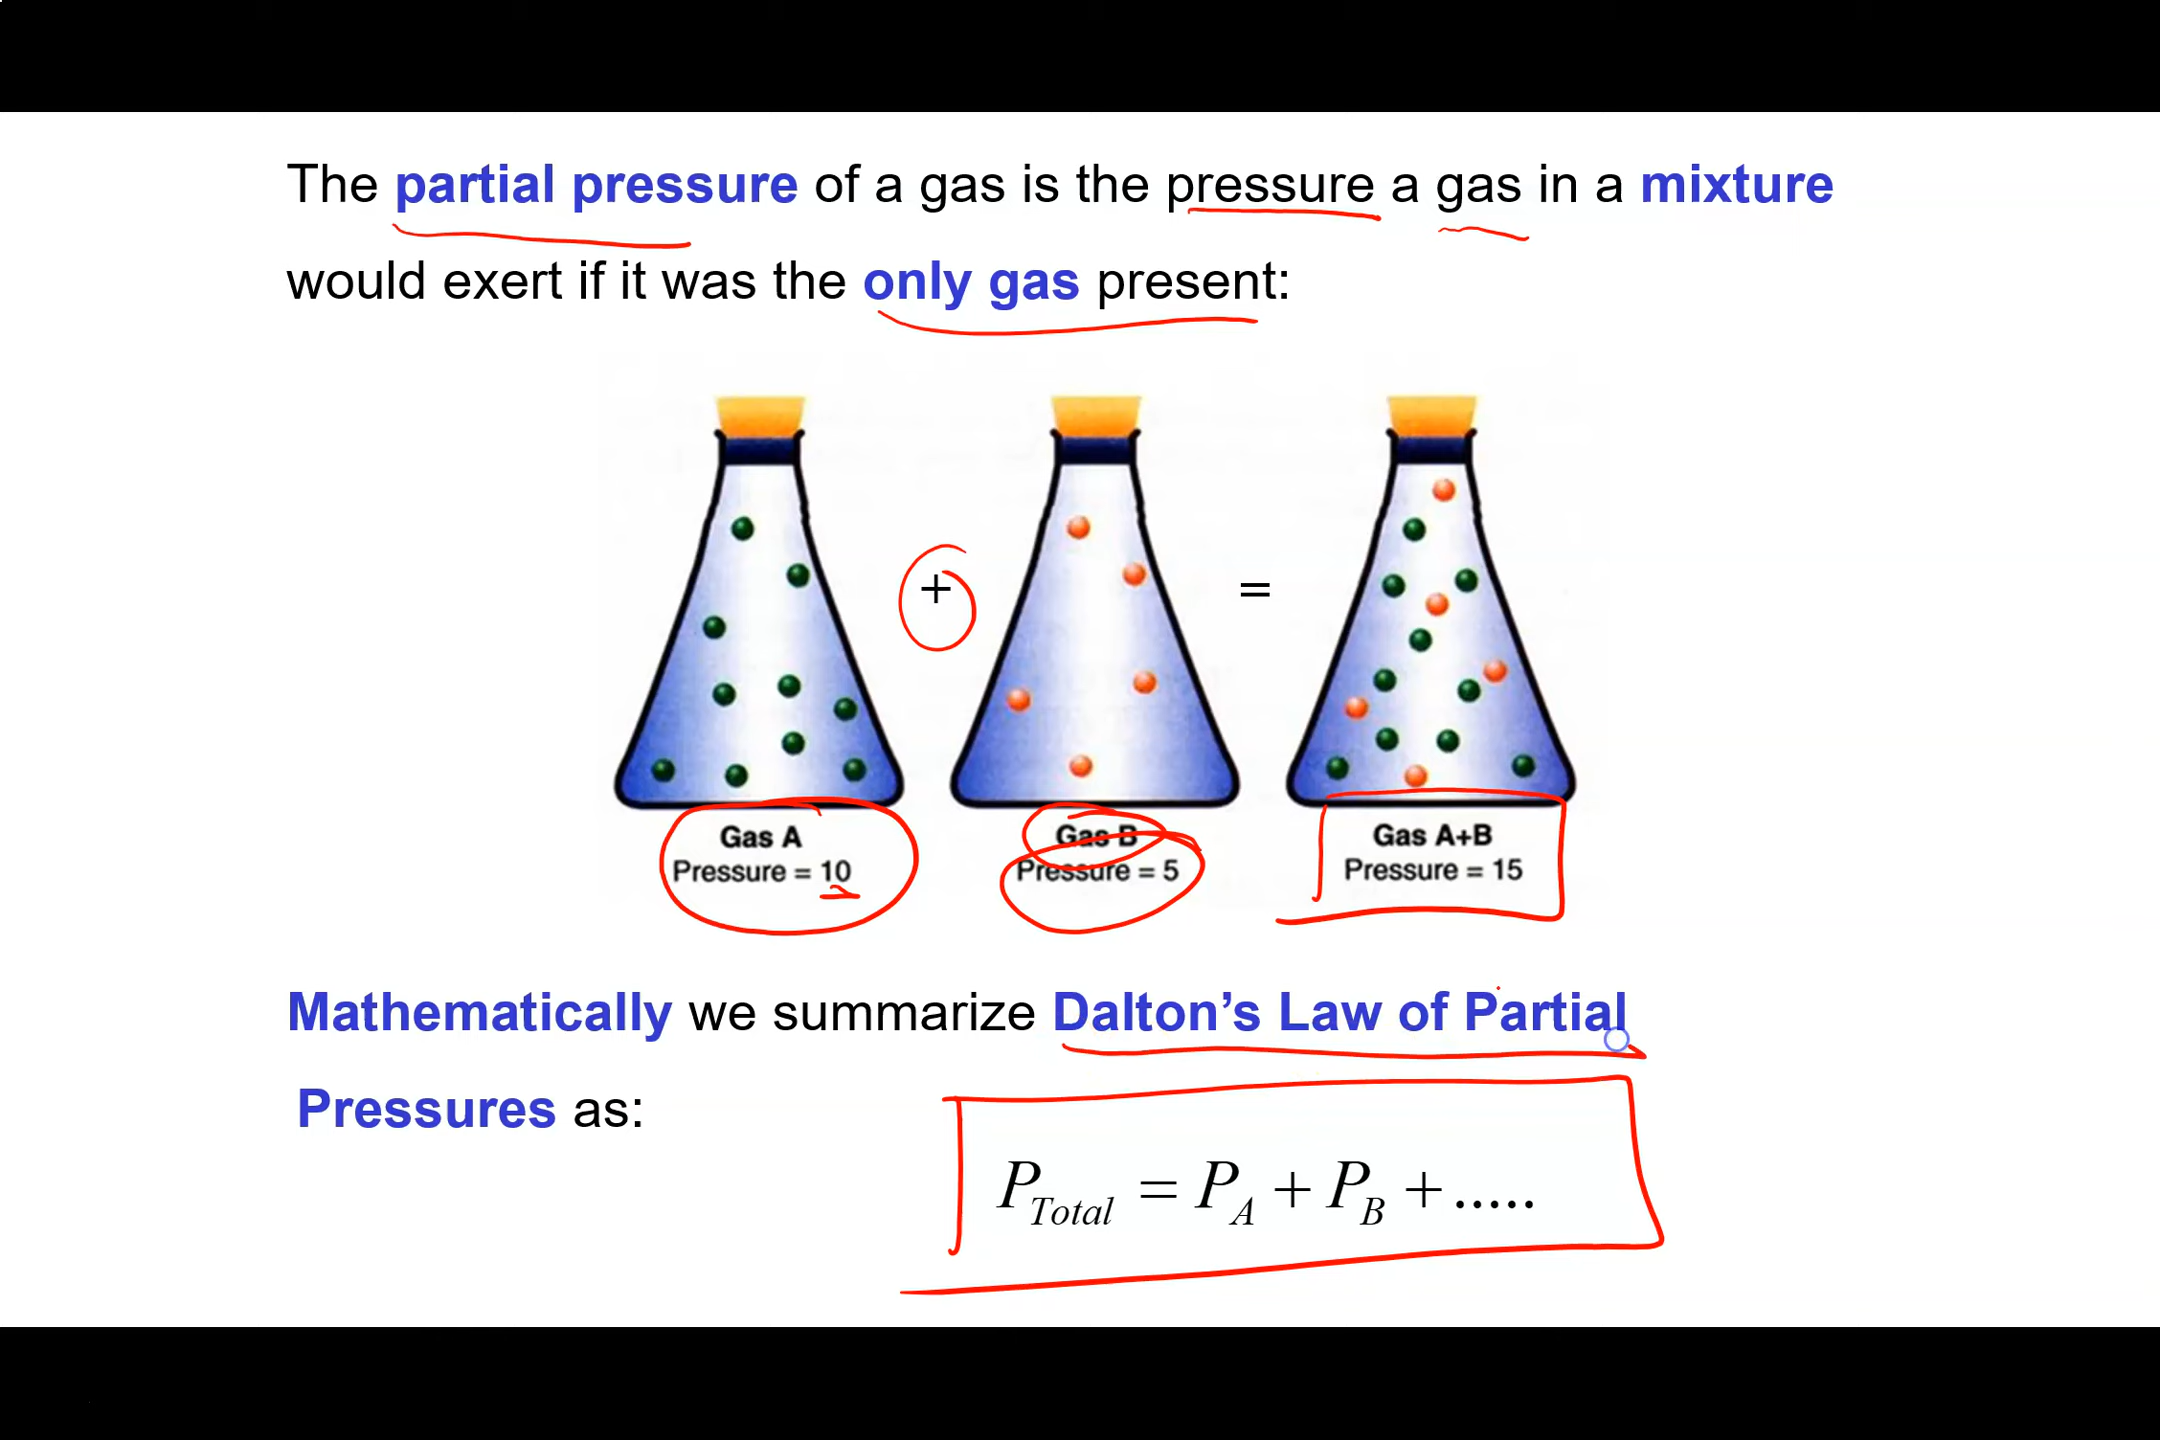 The partial pressure of a gas is the pressure a gas in a mixture
would exert if it was the only gas present:
+ =
Gas A Gas B Gas A+B
Pressure = 10 Pressure = 5 Pressure = 15
Mathematically we summarize Dalton’s Law of Partial
Pressures as:
P_Total = P_A + P_B + .....